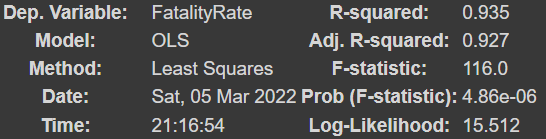 Dep. Variable: FatalityRate R-squared: 0.935
Model: OLS Adj. R-squared: 0.927
Method: Least Squares F-statistic: 116.0
Date: Sat, 05 Mar 2022 Prob (F-statistic): 4.86e-06
Time: 21:16:54 Log-Likelihood: 15.512